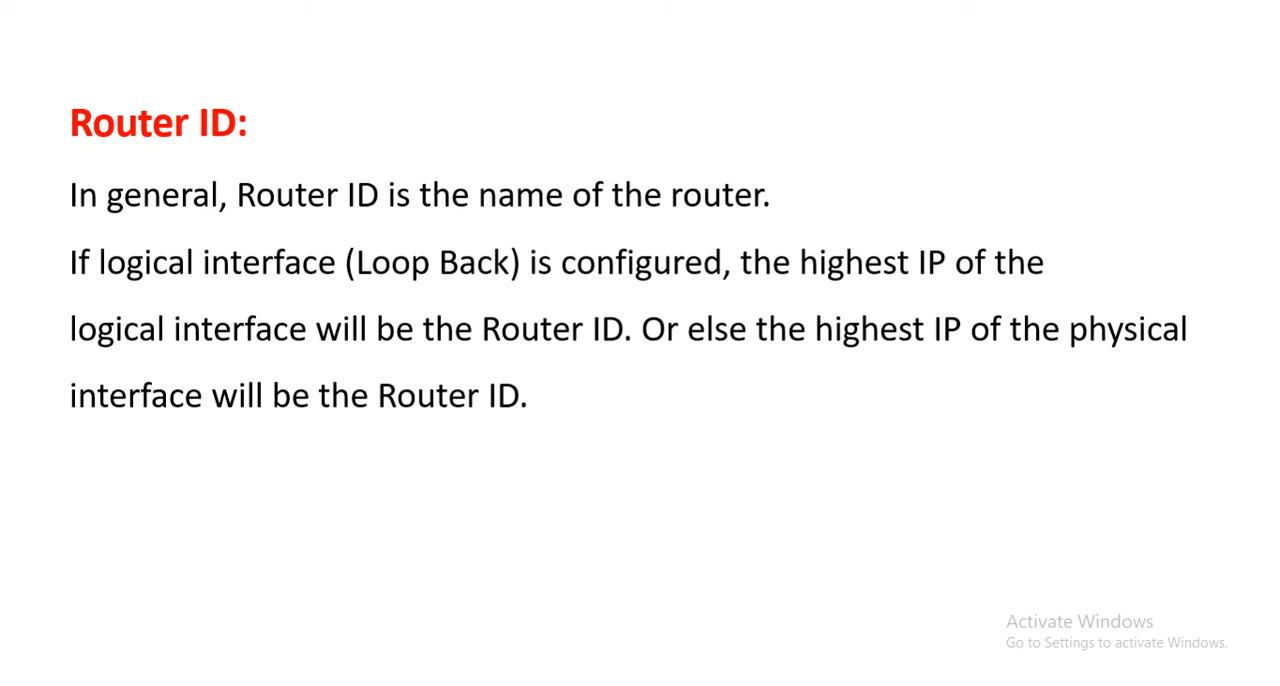 Router ID:
In general, Router ID is the name of the router.
If logical interface (Loop Back) is configured, the highest IP of the
logical interface will be the Router ID. Or else the highest IP of the physical
interface will be the Router ID.
Activate Windows
Go to Settings to activate Windows.